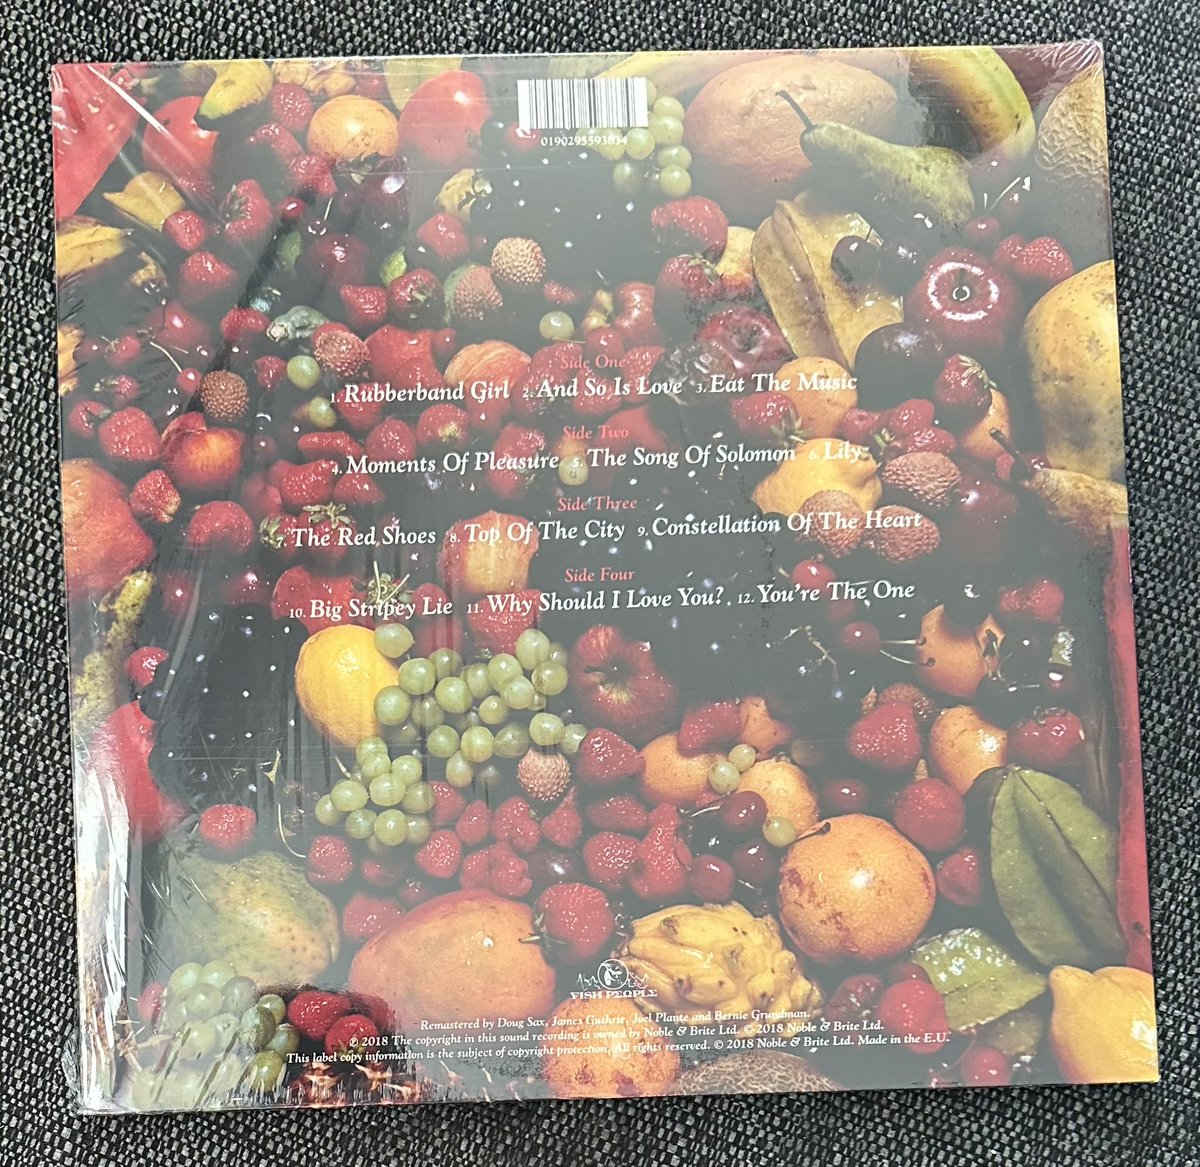 0190295593834
Side One
1. Rubberband Girl 2. And So Is Love 3. Eat The Music
Side Two
4. Moments Of Pleasure 5. The Song Of Solomon 6. Lily
Side Three
7. The Red Shoes 8. Top Of The City 9. Constellation Of The Heart
Side Four
10. Big Stripey Lie 11. Why Should I Love You? 12. You're The One
FISH PEOPLE
Remastered by Doug Sax, James Guthrie, Joel Plante and Bernie Grundman.
℗ 2018 The copyright in this sound recording is owned by Noble & Brite Ltd. © 2018 Noble & Brite Ltd.
This label copy information is the subject of copyright protection. All rights reserved. © 2018 Noble & Brite Ltd. Made in the E.U.